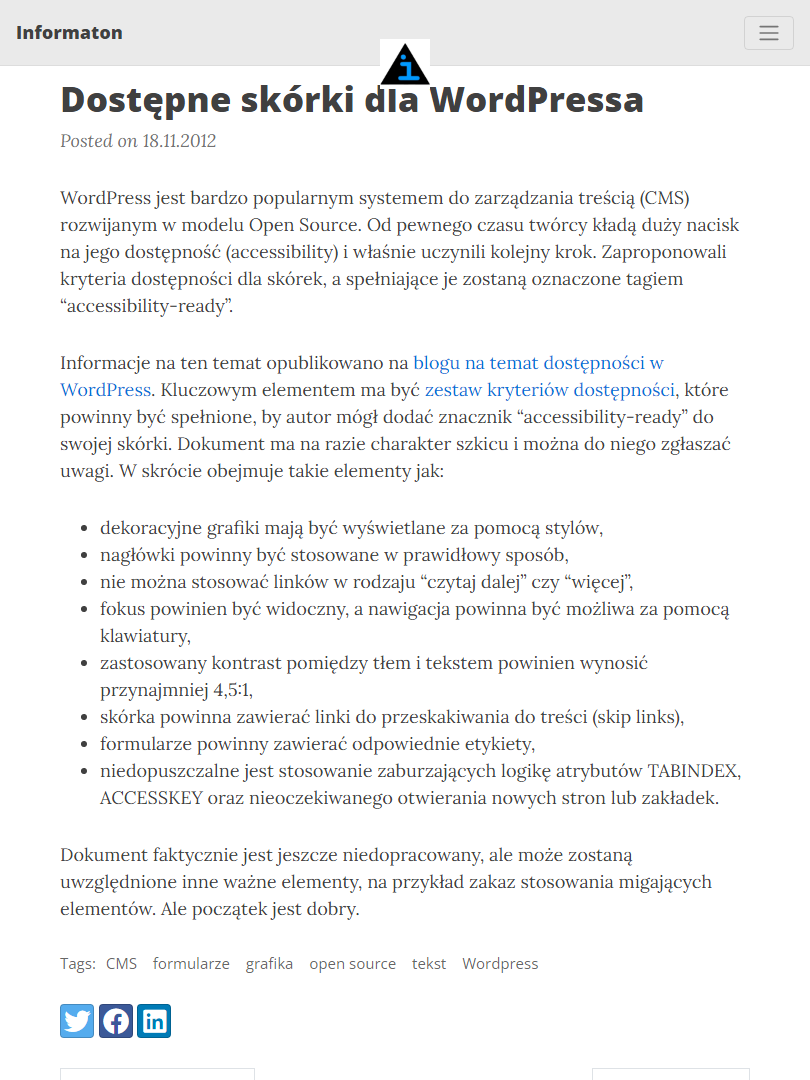 Informaton
Dostępne skórki dla WordPressa
Posted on 18.11.2012
WordPress jest bardzo popularnym systemem do zarządzania treścią (CMS)
rozwijanym w modelu Open Source. Od pewnego czasu twórcy kładą duży nacisk
na jego dostępność (accessibility) i właśnie uczynili kolejny krok. Zaproponowali
kryteria dostępności dla skórek, a spełniające je zostaną oznaczone tagiem
“accessibility-ready”.
Informacje na ten temat opublikowano na blogu na temat dostępności w
WordPress. Kluczowym elementem ma być zestaw kryteriów dostępności, które
powinny być spełnione, by autor mógł dodać znacznik “accessibility-ready” do
swojej skórki. Dokument ma na razie charakter szkicu i można do niego zgłaszać
uwagi. W skrócie obejmuje takie elementy jak:
• dekoracyjne grafiki mają być wyświetlane za pomocą stylów,
• nagłówki powinny być stosowane w prawidłowy sposób,
• nie można stosować linków w rodzaju “czytaj dalej” czy “więcej”,
• fokus powinien być widoczny, a nawigacja powinna być możliwa za pomocą
klawiatury,
• zastosowany kontrast pomiędzy tłem i tekstem powinien wynosić
przynajmniej 4,5:1,
• skórka powinna zawierać linki do przeskakiwania do treści (skip links),
• formularze powinny zawierać odpowiednie etykiety,
• niedopuszczalne jest stosowanie zaburzających logikę atrybutów TABINDEX,
ACCESSKEY oraz nieoczekiwanego otwierania nowych stron lub zakładek.
Dokument faktycznie jest jeszcze niedopracowany, ale może zostaną
uwzględnione inne ważne elementy, na przykład zakaz stosowania migających
elementów. Ale początek jest dobry.
Tags: CMS formularze grafika open source tekst Wordpress